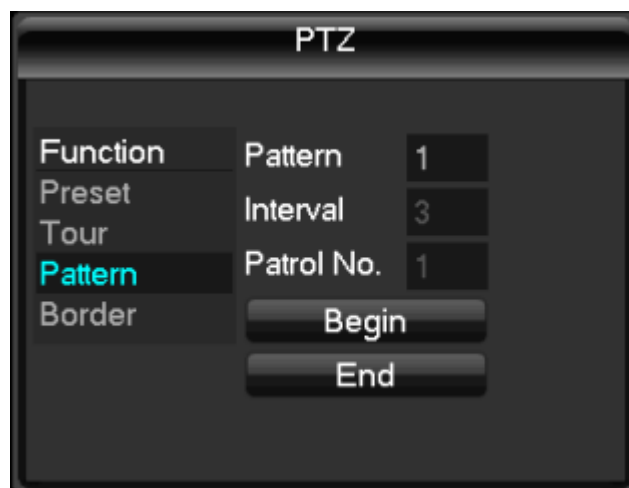 PTZ
Function
Preset
Tour
Pattern
Border
Pattern 1
Interval 3
Patrol No. 1
Begin
End